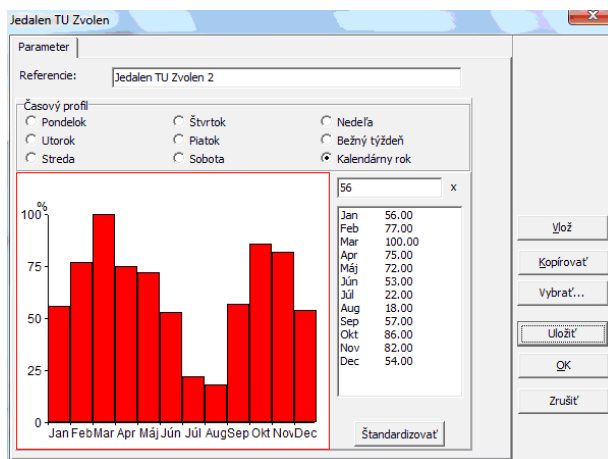 Jedalen TU Zvolen
x
Parameter
Referencie: Jedalen TU Zvolen 2
Časový profil
Pondelok Štvrtok Nedeľa
Utorok Piatok Bežný týždeň
Streda Sobota Kalendárny rok
56 x
Jan 56.00
Feb 77.00
Mar 100.00
Apr 75.00
Máj 72.00
Jún 53.00
Júl 22.00
Aug 18.00
Sep 57.00
Okt 86.00
Nov 82.00
Dec 54.00
%
100
75
50
25
0
Jan Feb Mar Apr Máj Jún Júl Aug Sep Okt Nov Dec
Štandardizovať
Vlož
Kopírovať
Vybrať...
Uložiť
OK
Zrušiť